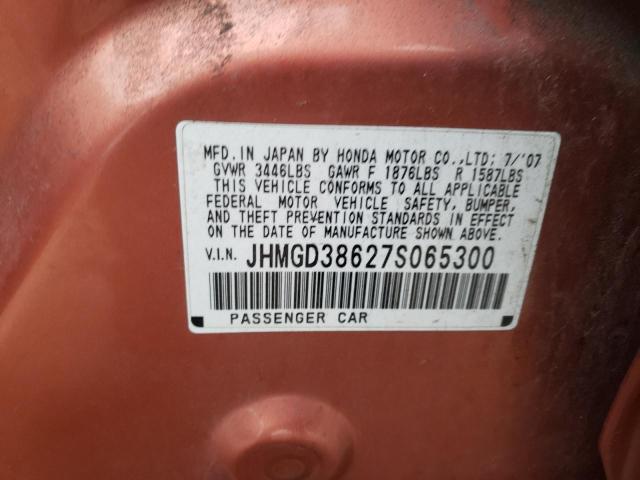 MFD. IN JAPAN BY HONDA MOTOR CO.,LTD; 7/'07
GVWR 3446LBS GAWR F 1876LBS R 1587LBS
THIS VEHICLE CONFORMS TO ALL APPLICABLE
FEDERAL MOTOR VEHICLE SAFETY, BUMPER,
AND THEFT PREVENTION STANDARDS IN EFFECT
ON THE DATE OF MANUFACTURE SHOWN ABOVE.
V.I.N. JHMGD38627S065300
PASSENGER CAR